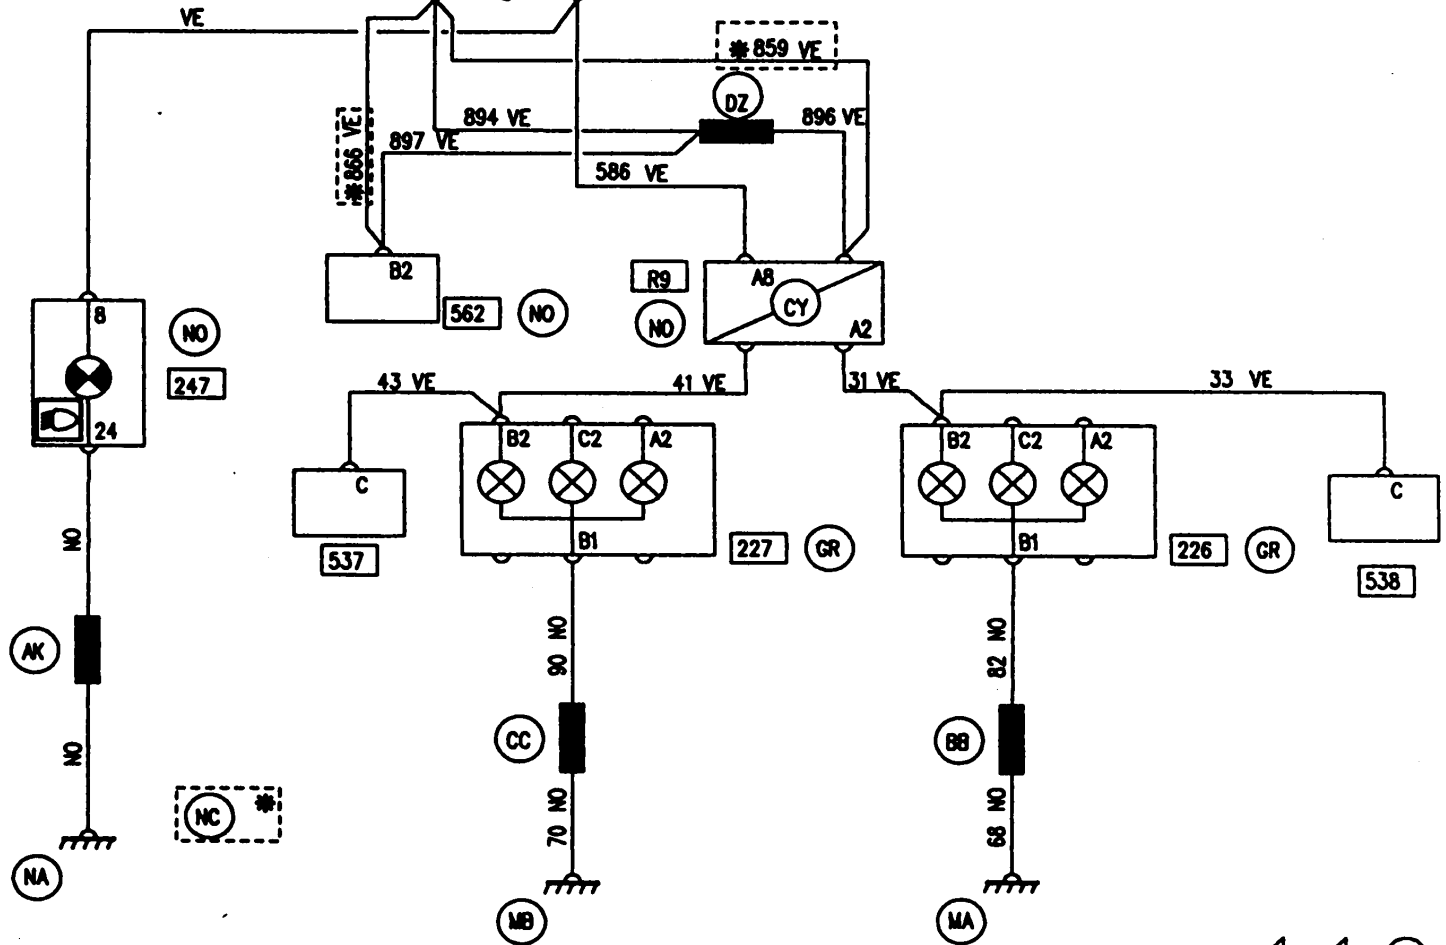 VE
✱859 VE
DZ
894 VE
896 VE
897 VE
✱866 VE
586 VE
B2
562
NO
R9
NO
A8
CY
A2
8
NO
247
24
43 VE
41 VE
31 VE
33 VE
B2 C2 A2
B1
B2 C2 A2
B1
C
537
227
GR
226
GR
C
538
NO
90 NO
82 NO
AK
CC
BB
NO
70 NO
68 NO
NC ✱
NA
MB
MA